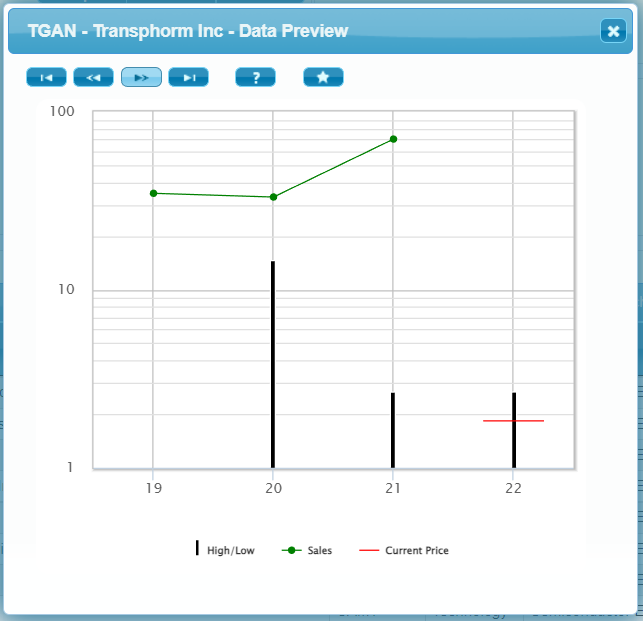 TGAN - Transphorm Inc - Data Preview
?
100
10
1
19 20 21 22
High/Low Sales Current Price